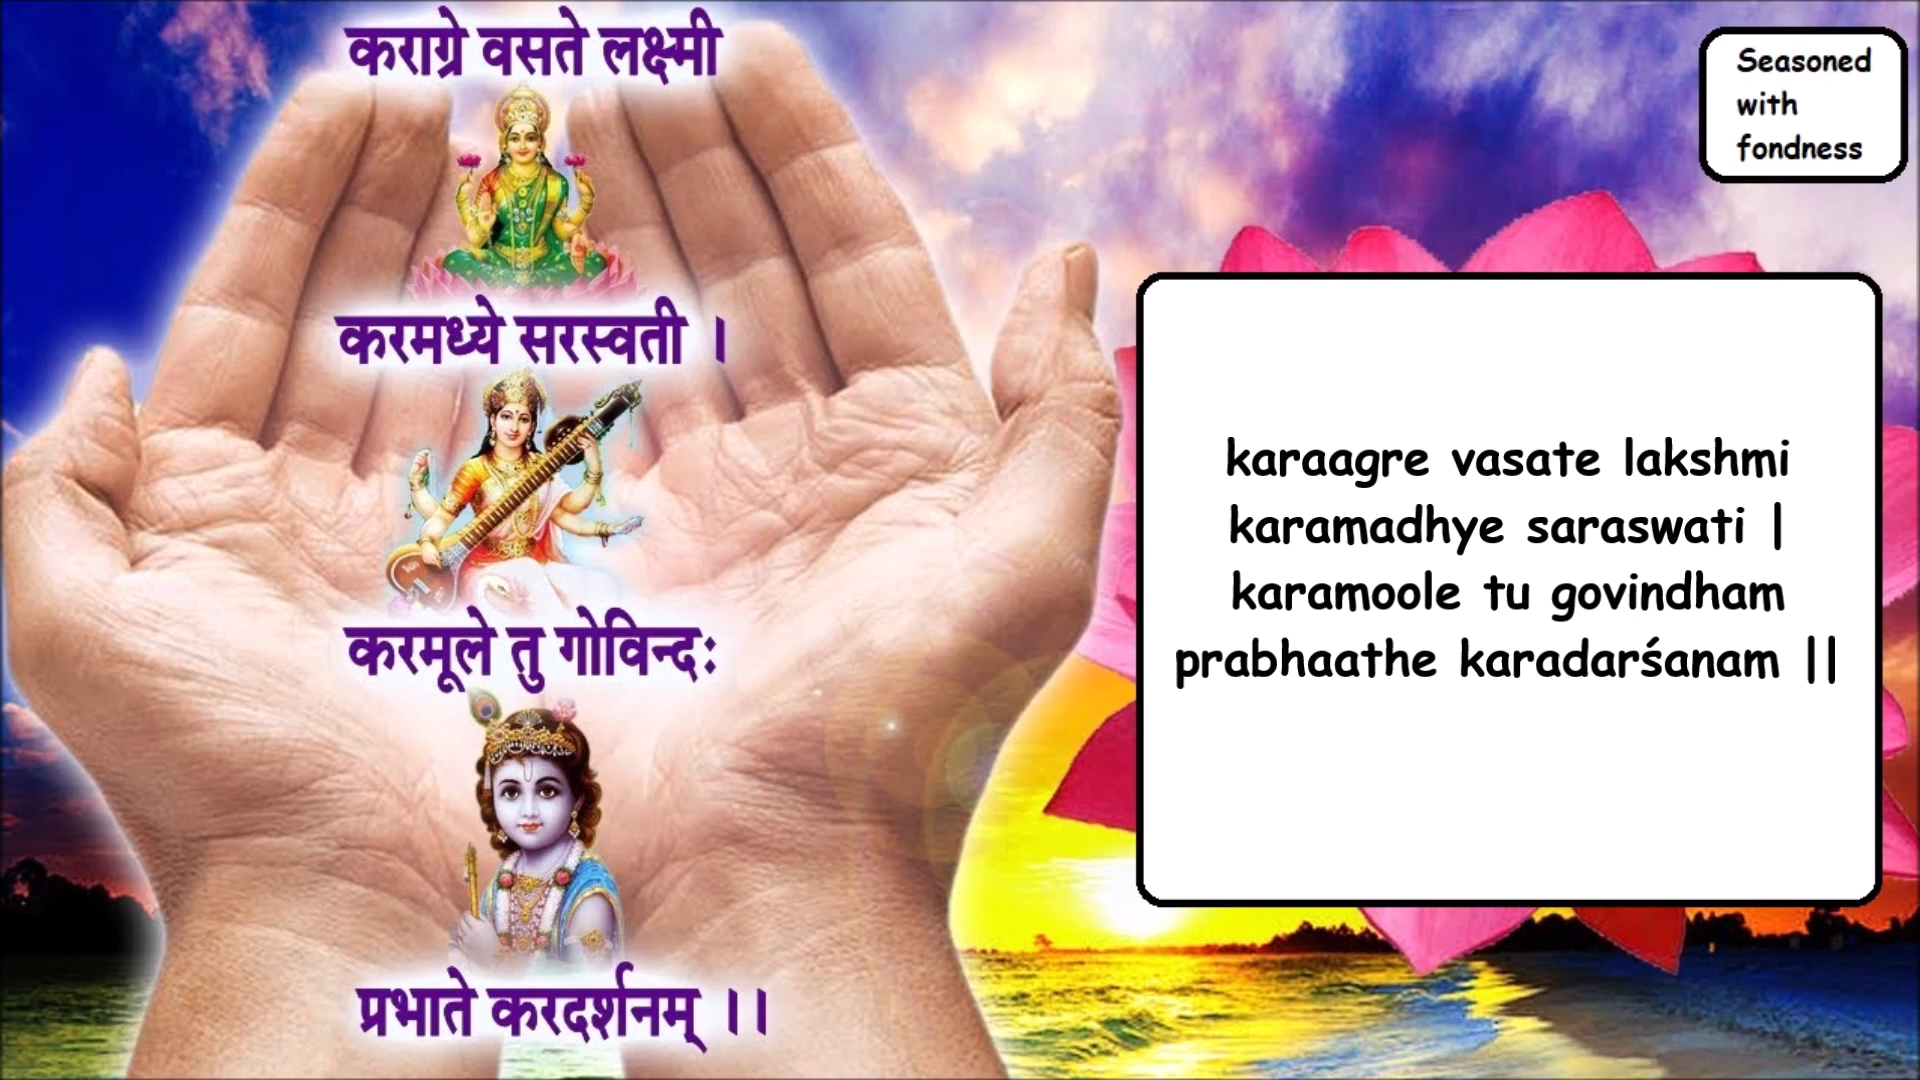 कराग्रे वसते लक्ष्मी
करमध्ये सरस्वती ।
करमूले तु गोविन्दः
प्रभाते करदर्शनम् ।।
Seasoned
with
fondness
karaagre vasate lakshmi
karamadhye saraswati |
karamoole tu govindham
prabhaathe karadarśanam ||